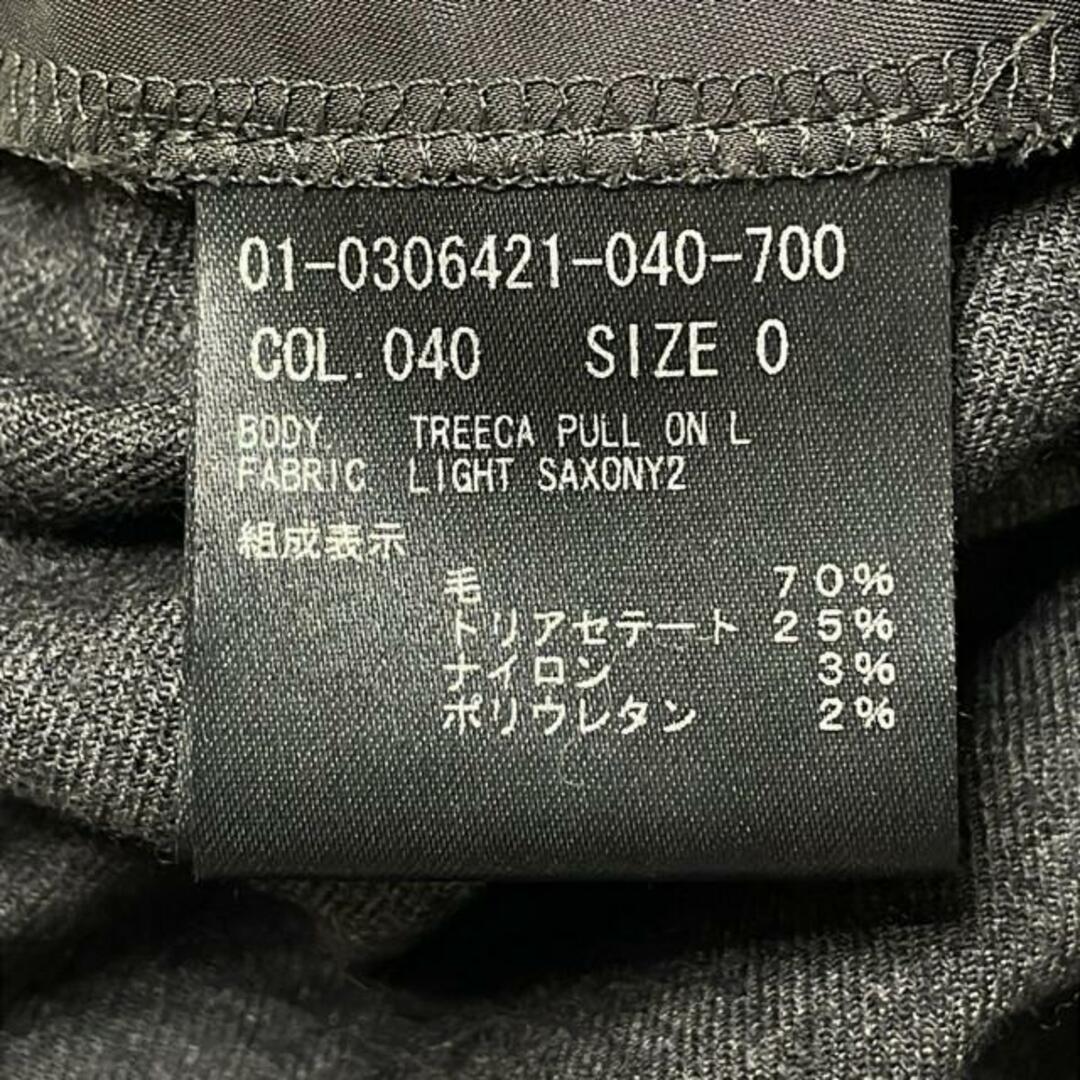 01-0306421-040-700
COL. 040 SIZE 0
BODY. TREECA PULL ON L
FABRIC LIGHT SAXONY2
組成表示
毛 70%
トリアセテート 25%
ナイロン 3%
ポリウレタン 2%